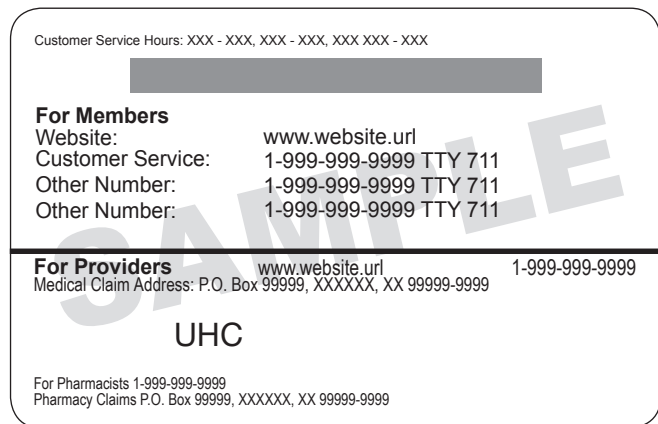 Customer Service Hours: XXX - XXX, XXX - XXX, XXX XXX - XXX
For Members
Website: www.website.url
Customer Service: 1-999-999-9999 TTY 711
Other Number: 1-999-999-9999 TTY 711
Other Number: 1-999-999-9999 TTY 711
SAMPLE
For Providers www.website.url 1-999-999-9999
Medical Claim Address: P.O. Box 99999, XXXXXX, XX 99999-9999
UHC
For Pharmacists 1-999-999-9999
Pharmacy Claims P.O. Box 99999, XXXXXX, XX 99999-9999